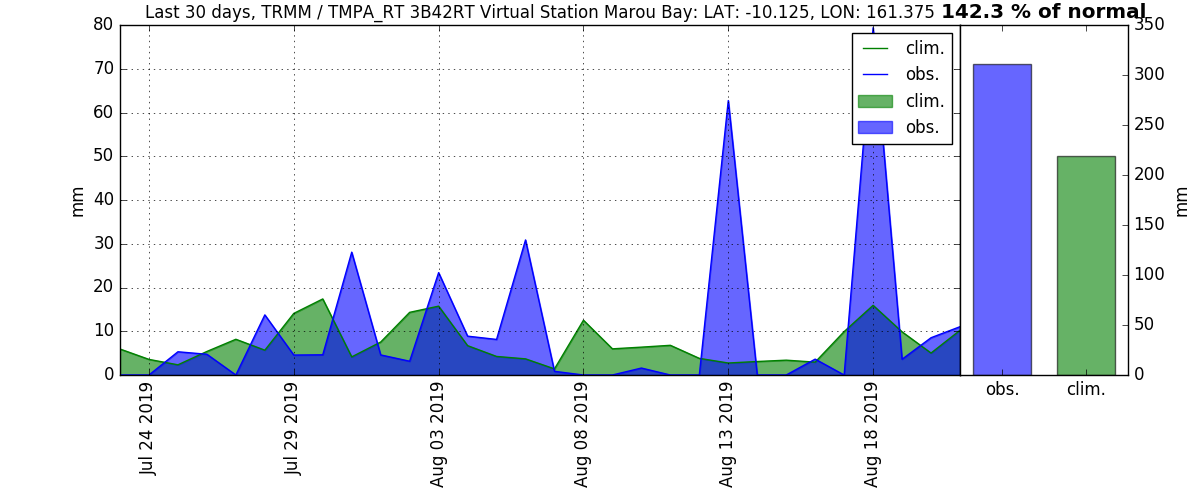 Last 30 days, TRMM / TMPA_RT 3B42RT Virtual Station Marou Bay: LAT: -10.125, LON: 161.375 142.3 % of normal
80
70
60
50
40
30
20
10
0
mm
clim.
obs.
clim.
obs.
350
300
250
200
150
100
50
0
mm
Jul 24 2019
Jul 29 2019
Aug 03 2019
Aug 08 2019
Aug 13 2019
Aug 18 2019
obs.
clim.